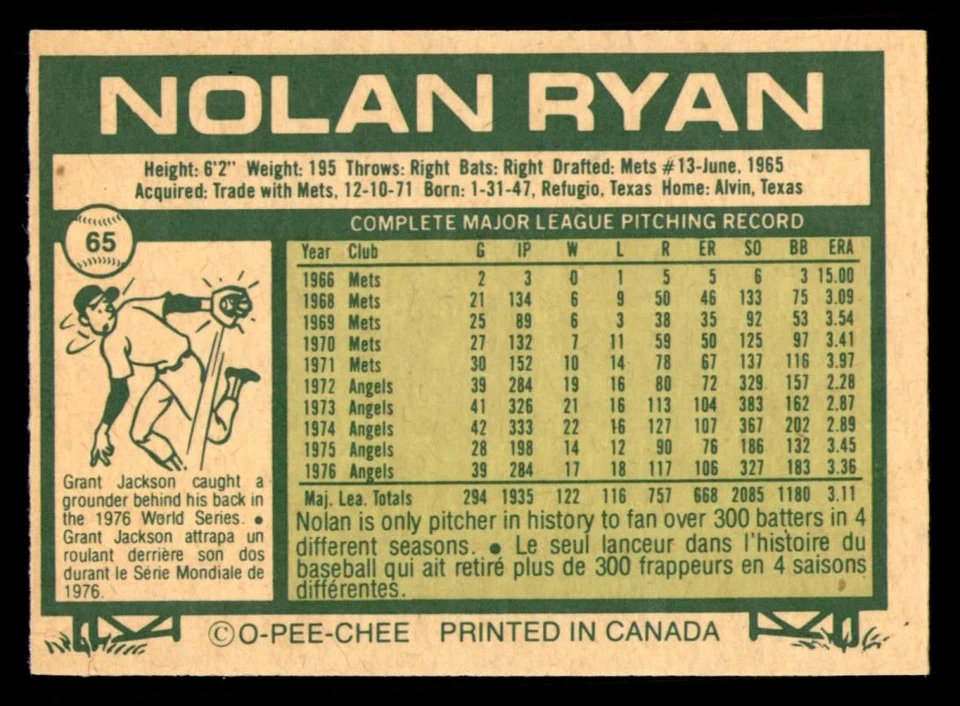 NOLAN RYAN
Height: 6'2" Weight: 195 Throws: Right Bats: Right Drafted: Mets #13-June, 1965
Acquired: Trade with Mets, 12-10-71 Born: 1-31-47, Refugio, Texas Home: Alvin, Texas
65
COMPLETE MAJOR LEAGUE PITCHING RECORD
Year Club G IP W L R ER SO BB ERA
1966 Mets 2 3 0 1 5 5 6 3 15.00
1968 Mets 21 134 6 9 50 46 133 75 3.09
1969 Mets 25 89 6 3 38 35 92 53 3.54
1970 Mets 27 132 7 11 59 50 125 97 3.41
1971 Mets 30 152 10 14 78 67 137 116 3.97
1972 Angels 39 284 19 16 80 72 329 157 2.28
1973 Angels 41 326 21 16 113 104 383 162 2.87
1974 Angels 42 333 22 16 127 107 367 202 2.89
1975 Angels 28 198 14 12 90 76 186 132 3.45
1976 Angels 39 284 17 18 117 106 327 183 3.36
Maj. Lea. Totals 294 1935 122 116 757 668 2085 1180 3.11
Nolan is only pitcher in history to fan over 300 batters in 4
different seasons. • Le seul lanceur dans l'histoire du
baseball qui ait retiré plus de 300 frappeurs en 4 saisons
différentes.
Grant Jackson caught a
grounder behind his back in
the 1976 World Series. •
Grant Jackson attrapa un
roulant derrière son dos
durant le Série Mondiale de
1976.
© O-PEE-CHEE PRINTED IN CANADA